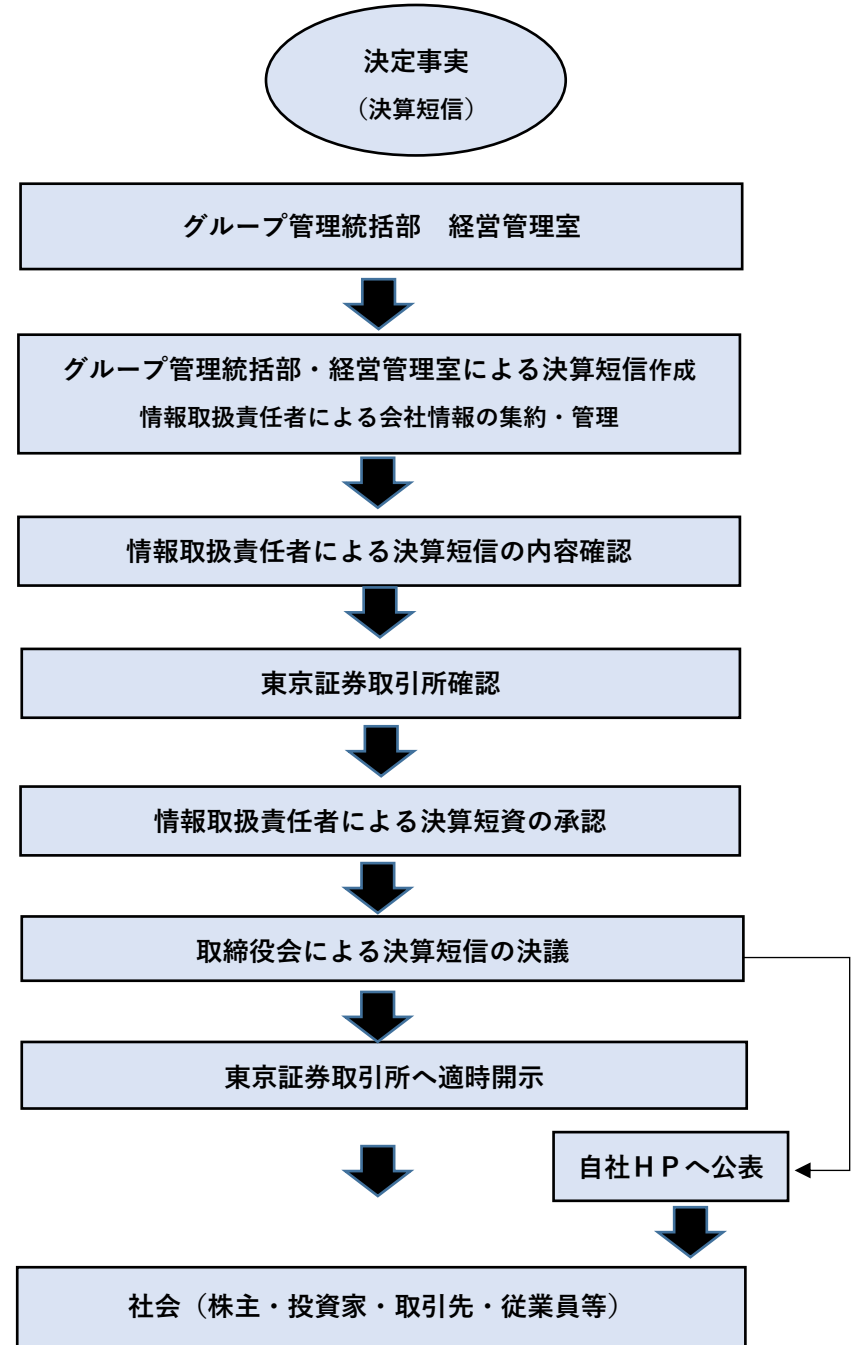 決定事実
（決算短信）
グループ管理統括部　経営管理室
グループ管理統括部・経営管理室による決算短信作成
情報取扱責任者による会社情報の集約・管理
情報取扱責任者による決算短信の内容確認
東京証券取引所確認
情報取扱責任者による決算短資の承認
取締役会による決算短信の決議
東京証券取引所へ適時開示
自社ＨＰへ公表
社会（株主・投資家・取引先・従業員等）